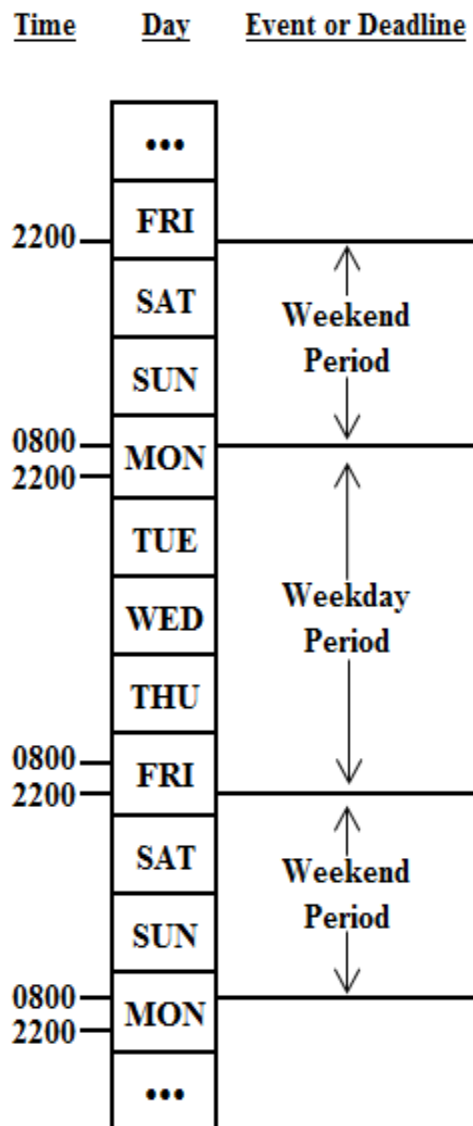 Time Day Event or Deadline
•••
FRI
2200
SAT
Weekend
Period
SUN
0800
MON
2200
TUE
Weekday
WED
Period
THU
0800
FRI
2200
SAT
Weekend
Period
SUN
0800
MON
2200
•••